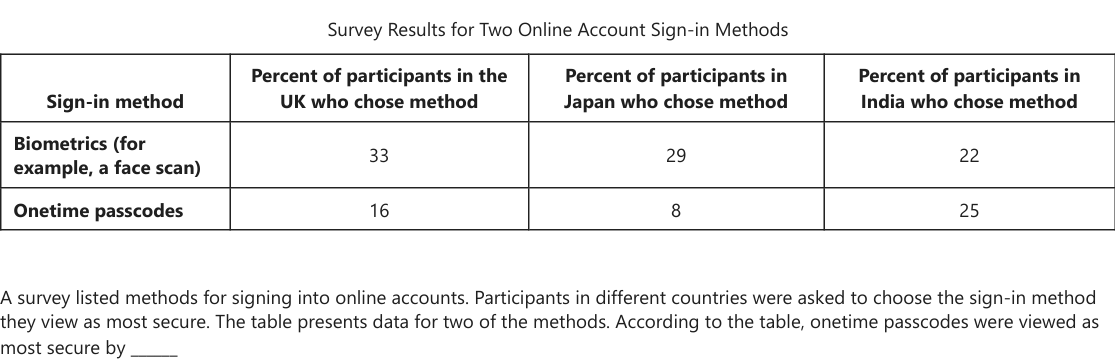 Survey Results for Two Online Account Sign-in Methods
Sign-in method
Percent of participants in the
UK who chose method
Percent of participants in
Japan who chose method
Percent of participants in
India who chose method
Biometrics (for
example, a face scan)
33
29
22
Onetime passcodes
16
8
25
A survey listed methods for signing into online accounts. Participants in different countries were asked to choose the sign-in method
they view as most secure. The table presents data for two of the methods. According to the table, onetime passcodes were viewed as
most secure by _____